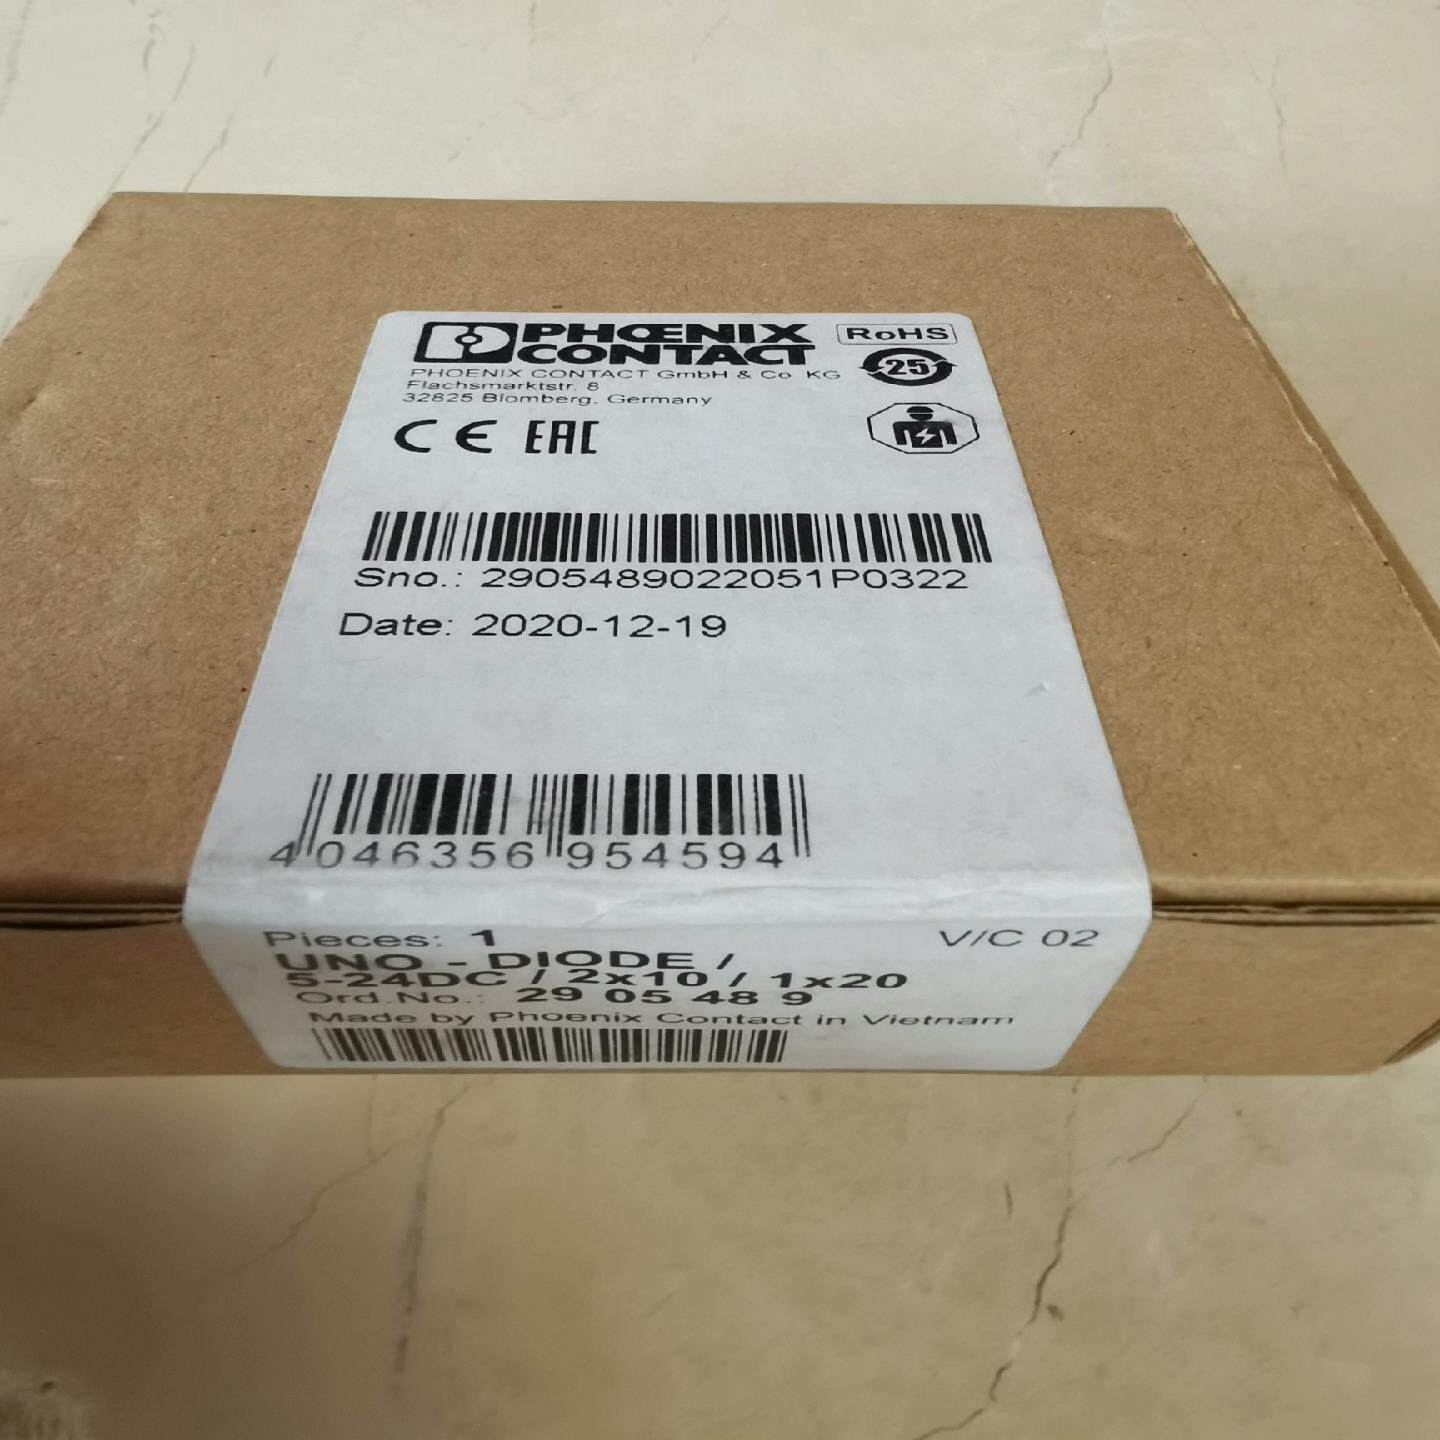 PHŒNIX
CONTACT
RoHS
25
PHOENIX CONTACT GmbH & Co KG
Flachsmarktstr. 8
32825 Blomberg, Germany
CE EAC
Sno.: 2905489022051P0322
Date: 2020-12-19
4 046356 954594
Pieces: 1
V/C 02
UNO - DIODE /
5-24DC / 2x10 / 1x20
Ord.No.: 29 05 48 9
Made by Phoenix Contact in Vietnam